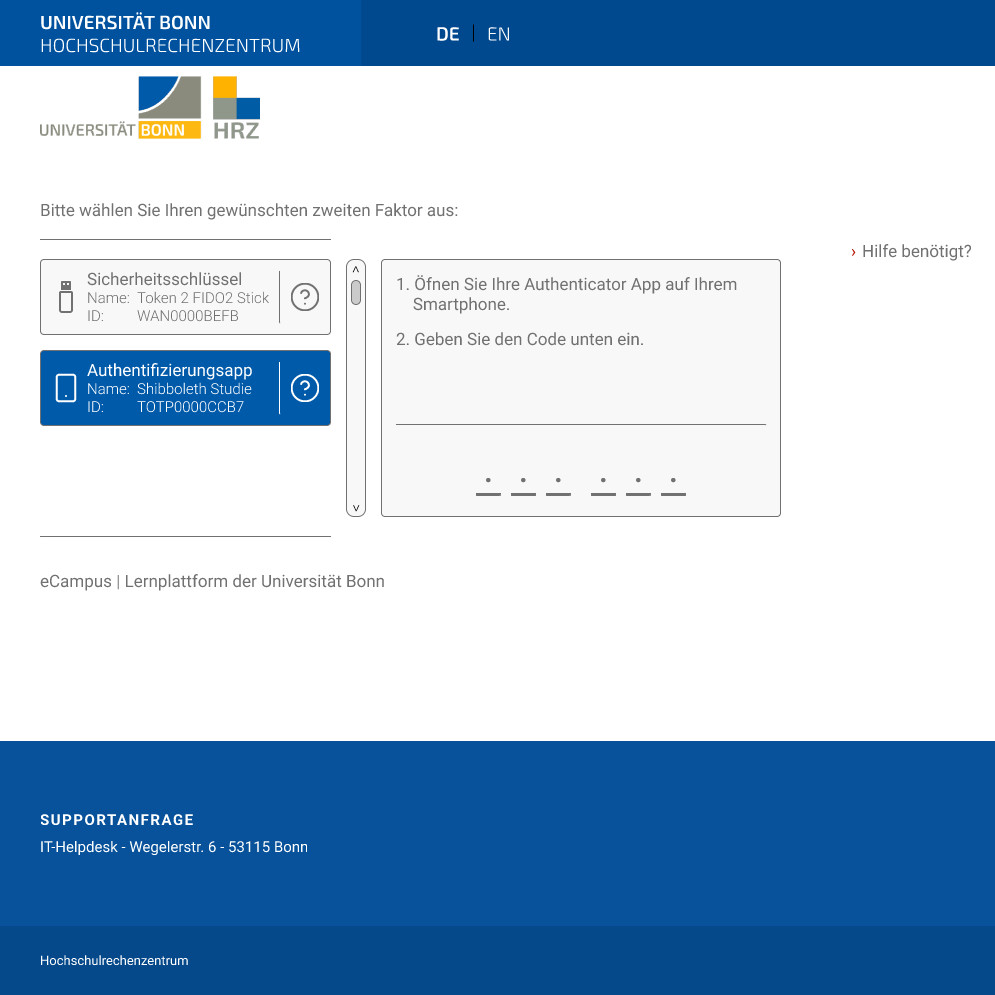 UNIVERSITÄT BONN
HOCHSCHULRECHENZENTRUM
DE | EN
UNIVERSITÄT BONN HRZ
Bitte wählen Sie Ihren gewünschten zweiten Faktor aus:
› Hilfe benötigt?
Sicherheitsschlüssel
Name: Token 2 FIDO2 Stick
ID: WAN0000BEFB
Authentifizierungsapp
Name: Shibboleth Studie
ID: TOTP0000CCB7
1. Öfnen Sie Ihre Authenticator App auf Ihrem
Smartphone.
2. Geben Sie den Code unten ein.
eCampus | Lernplattform der Universität Bonn
SUPPORTANFRAGE
IT-Helpdesk - Wegelerstr. 6 - 53115 Bonn
Hochschulrechenzentrum